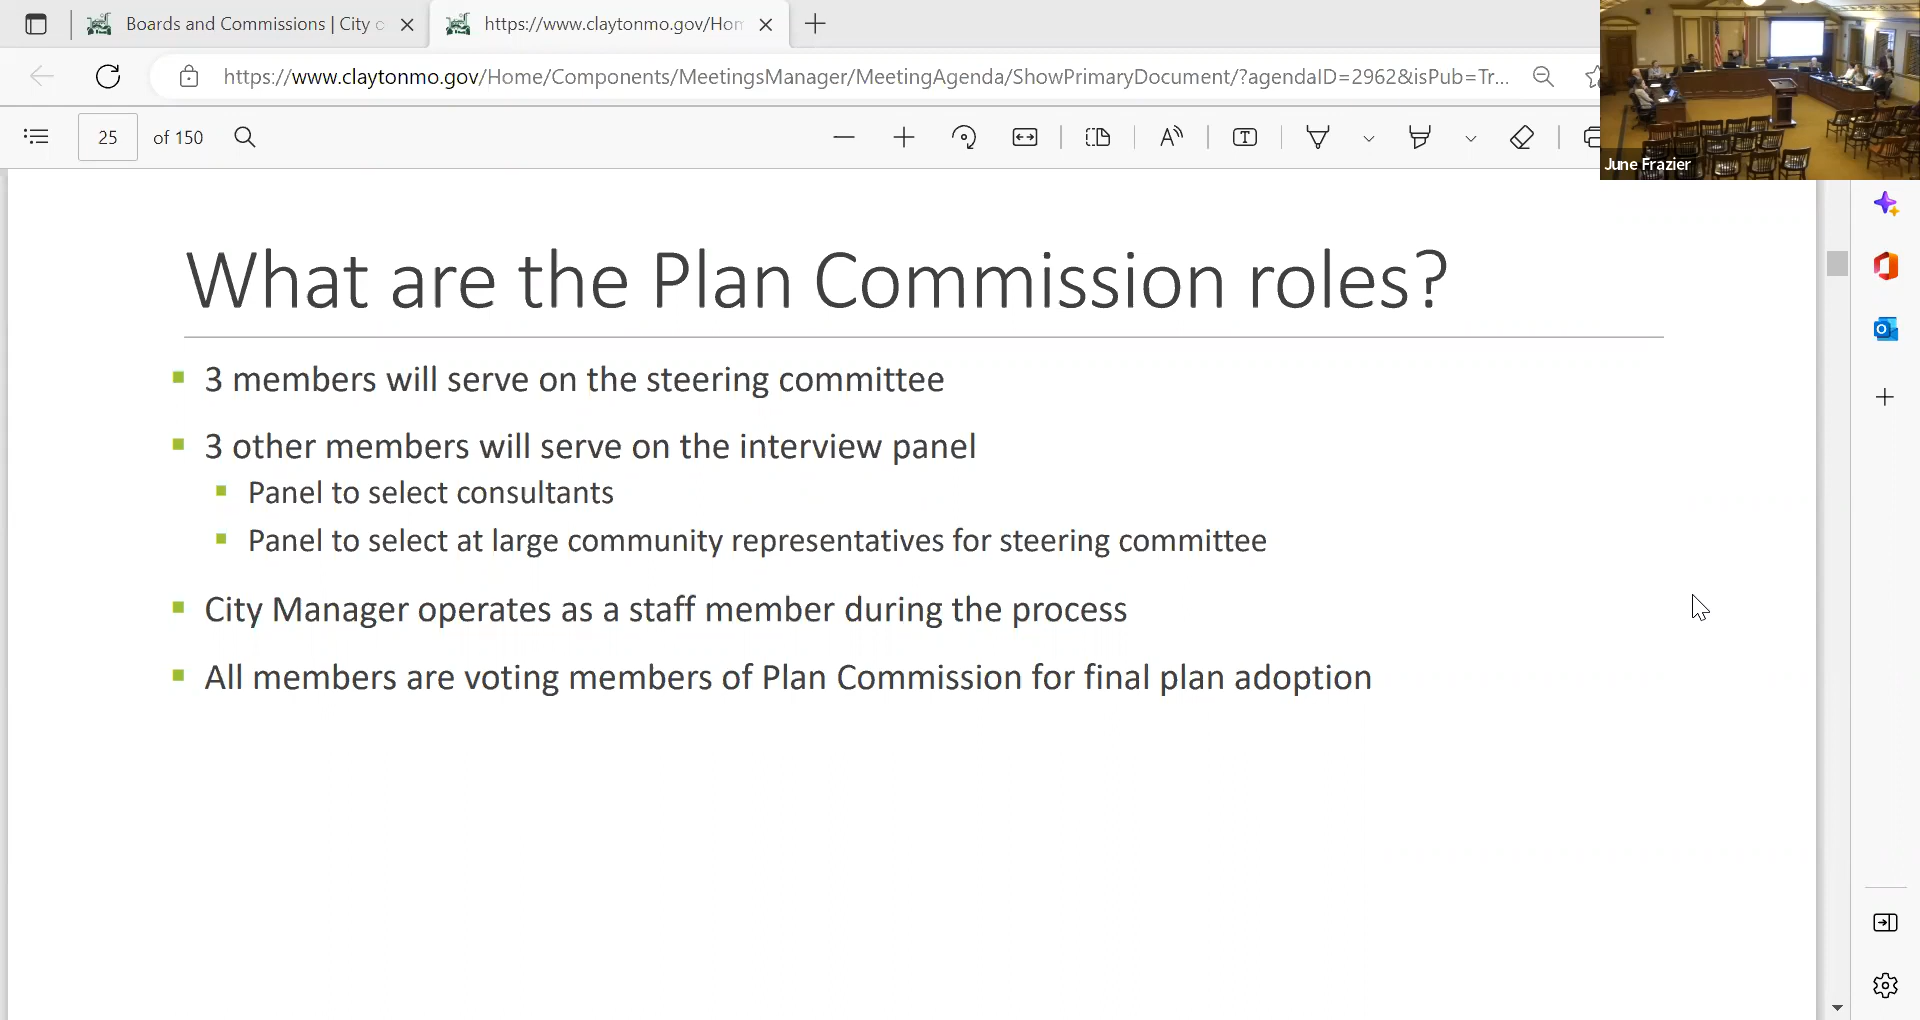 Boards and Commissions | City
https://www.claytonmo.gov/Hom
https://www.claytonmo.gov/Home/Components/MeetingsManager/MeetingAgenda/ShowPrimaryDocument/?agendaID=2962&isPub=Tr...
25 of 150
June Frazier
What are the Plan Commission roles?
3 members will serve on the steering committee
3 other members will serve on the interview panel
Panel to select consultants
Panel to select at large community representatives for steering committee
City Manager operates as a staff member during the process
All members are voting members of Plan Commission for final plan adoption